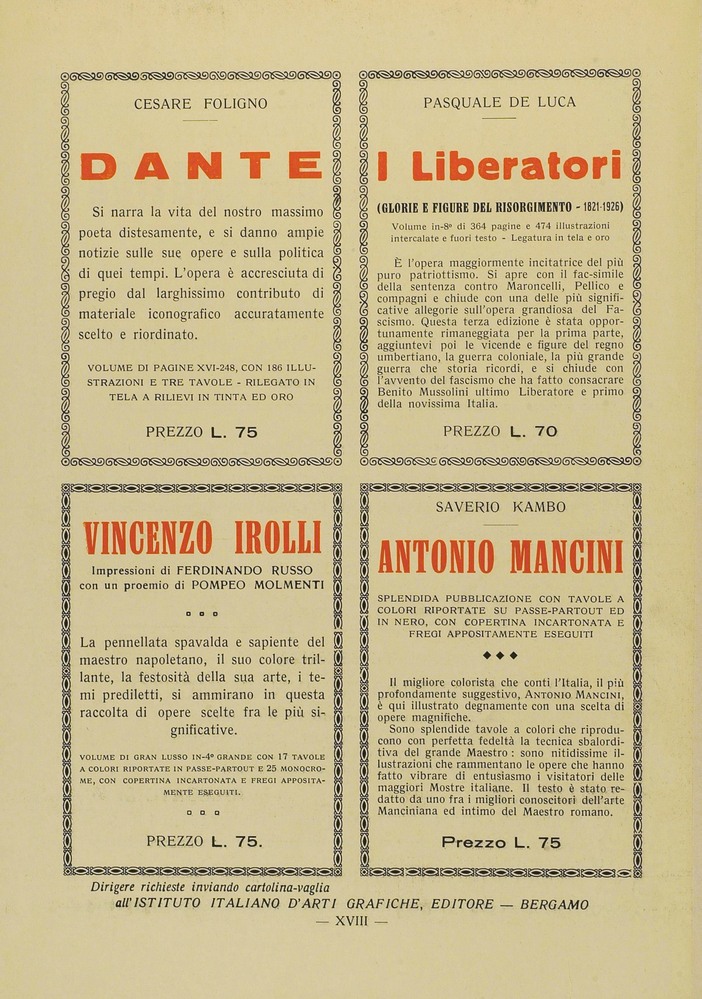 CESARE FOLIGNO
DANTE
Si narra la vita del nostro massimo
poeta distesamente, e si danno ampie
notizie sulle sue opere e sulla politica
di quei tempi. L'opera è accresciuta di
pregio dal larghissimo contributo di
materiale iconografico accuratamente
scelto e riordinato.
VOLUME DI PAGINE XVI-248, CON 186 ILLU-
STRAZIONI E TRE TAVOLE - RILEGATO IN
TELA A RILIEVI IN TINTA ED ORO
PREZZO L. 75
PASQUALE DE LUCA
I Liberatori
(GLORIE E FIGURE DEL RISORGIMENTO - 1821-1926)
Volume in-8º di 364 pagine e 474 illustrazioni
intercalate e fuori testo - Legatura in tela e oro
È l'opera maggiormente incitatrice del più
puro patriottismo. Si apre con il fac-simile
della sentenza contro Maroncelli, Pellico e
compagni e chiude con una delle più signifi-
cative allegorie sull'opera grandiosa del Fa-
scismo. Questa terza edizione è stata oppor-
tunamente rimaneggiata per la prima parte,
aggiuntevi poi le vicende e figure del regno
umbertiano, la guerra coloniale, la più grande
guerra che storia ricordi, e si chiude con
l'avvento del fascismo che ha fatto consacrare
Benito Mussolini ultimo Liberatore e primo
della novissima Italia.
PREZZO L. 70
VINCENZO IROLLI
Impressioni di FERDINANDO RUSSO
con un proemio di POMPEO MOLMENTI
La pennellata spavalda e sapiente del
maestro napoletano, il suo colore tril-
lante, la festosità della sua arte, i te-
mi prediletti, si ammirano in questa
raccolta di opere scelte fra le più si-
gnificative.
VOLUME DI GRAN LUSSO IN-4º GRANDE CON 17 TAVOLE
A COLORI RIPORTATE IN PASSE-PARTOUT E 25 MONOCRO-
ME, CON COPERTINA INCARTONATA E FREGI APPOSITA-
MENTE ESEGUITI.
PREZZO L. 75.
SAVERIO KAMBO
ANTONIO MANCINI
SPLENDIDA PUBBLICAZIONE CON TAVOLE A
COLORI RIPORTATE SU PASSE-PARTOUT ED
IN NERO, CON COPERTINA INCARTONATA E
FREGI APPOSITAMENTE ESEGUITI
Il migliore colorista che conti l'Italia, il più
profondamente suggestivo, ANTONIO MANCINI,
è qui illustrato degnamente con una scelta di
opere magnifiche.
Sono splendide tavole a colori che riprodu-
cono con perfetta fedeltà la tecnica sbalordi-
tiva del grande Maestro: sono nitidissime il-
lustrazioni che rammentano le opere che hanno
fatto vibrare di entusiasmo i visitatori delle
maggiori Mostre italiane. Il testo è stato re-
datto da uno fra i migliori conoscitori dell'arte
Manciniana ed intimo del Maestro romano.
Prezzo L. 75
Dirigere richieste inviando cartolina-vaglia
all'ISTITUTO ITALIANO D'ARTI GRAFICHE, EDITORE — BERGAMO
— XVIII —